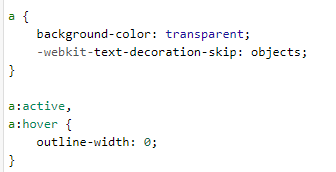 a {
    background-color: transparent;
    -webkit-text-decoration-skip: objects;
}

a:active,
a:hover {
    outline-width: 0;
}